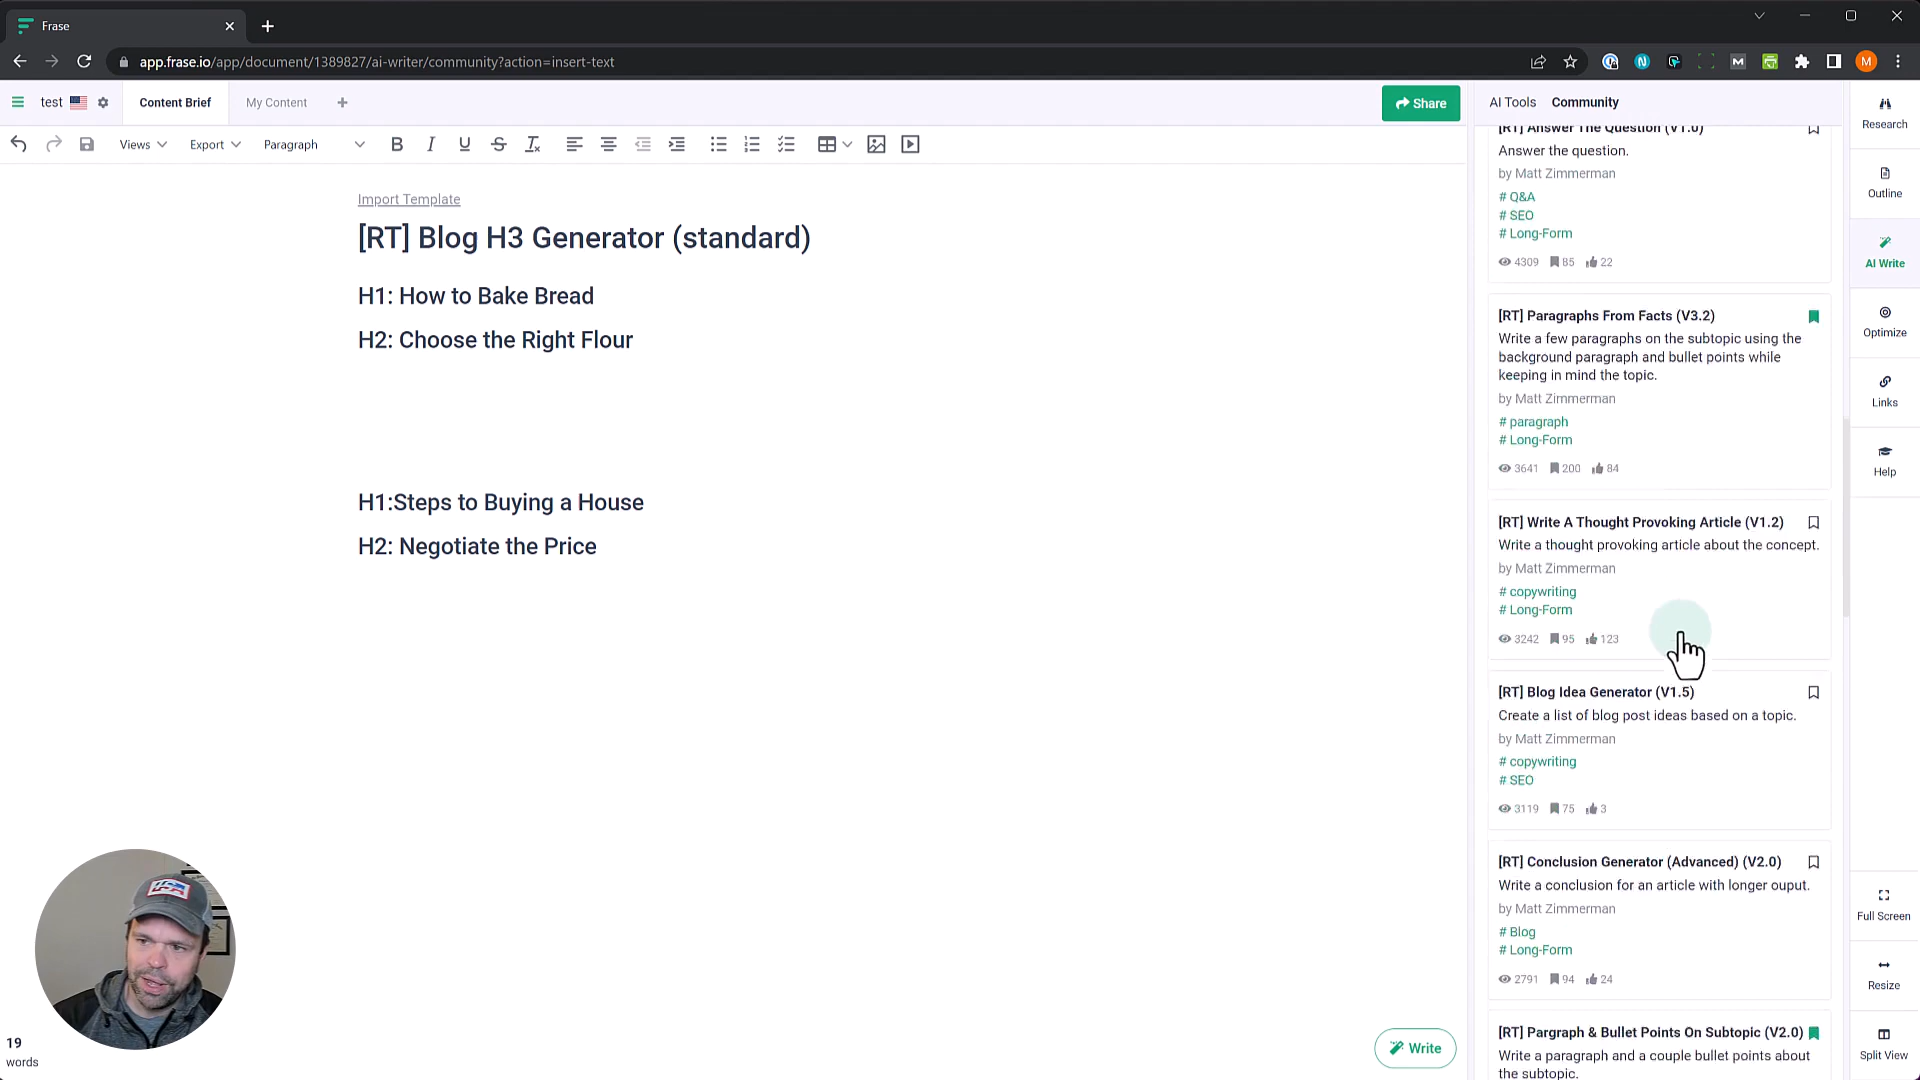 Frase
app.frase.io/app/document/1389827/ai-writer/community?action=insert-text
M
M
test
Content Brief
My Content
Share
AI Tools
Community
Views
Export
Paragraph
Import Template
[RT] Blog H3 Generator (standard)
H1: How to Bake Bread
H2: Choose the Right Flour
H1:Steps to Buying a House
H2: Negotiate the Price
19
words
Write
[RT] Answer The Question (V1.0)
Answer the question.
by Matt Zimmerman
# Q&A
# SEO
# Long-Form
4309 85 22
[RT] Paragraphs From Facts (V3.2)
Write a few paragraphs on the subtopic using the
background paragraph and bullet points while
keeping in mind the topic.
by Matt Zimmerman
# paragraph
# Long-Form
3641 200 84
[RT] Write A Thought Provoking Article (V1.2)
Write a thought provoking article about the concept.
by Matt Zimmerman
# copywriting
# Long-Form
3242 95 123
[RT] Blog Idea Generator (V1.5)
Create a list of blog post ideas based on a topic.
by Matt Zimmerman
# copywriting
# SEO
3119 75 3
[RT] Conclusion Generator (Advanced) (V2.0)
Write a conclusion for an article with longer ouput.
by Matt Zimmerman
# Blog
# Long-Form
2791 94 24
[RT] Pargraph & Bullet Points On Subtopic (V2.0)
Write a paragraph and a couple bullet points about
the subtopic.
Research
Outline
AI Write
Optimize
Links
Help
Full Screen
Resize
Split View